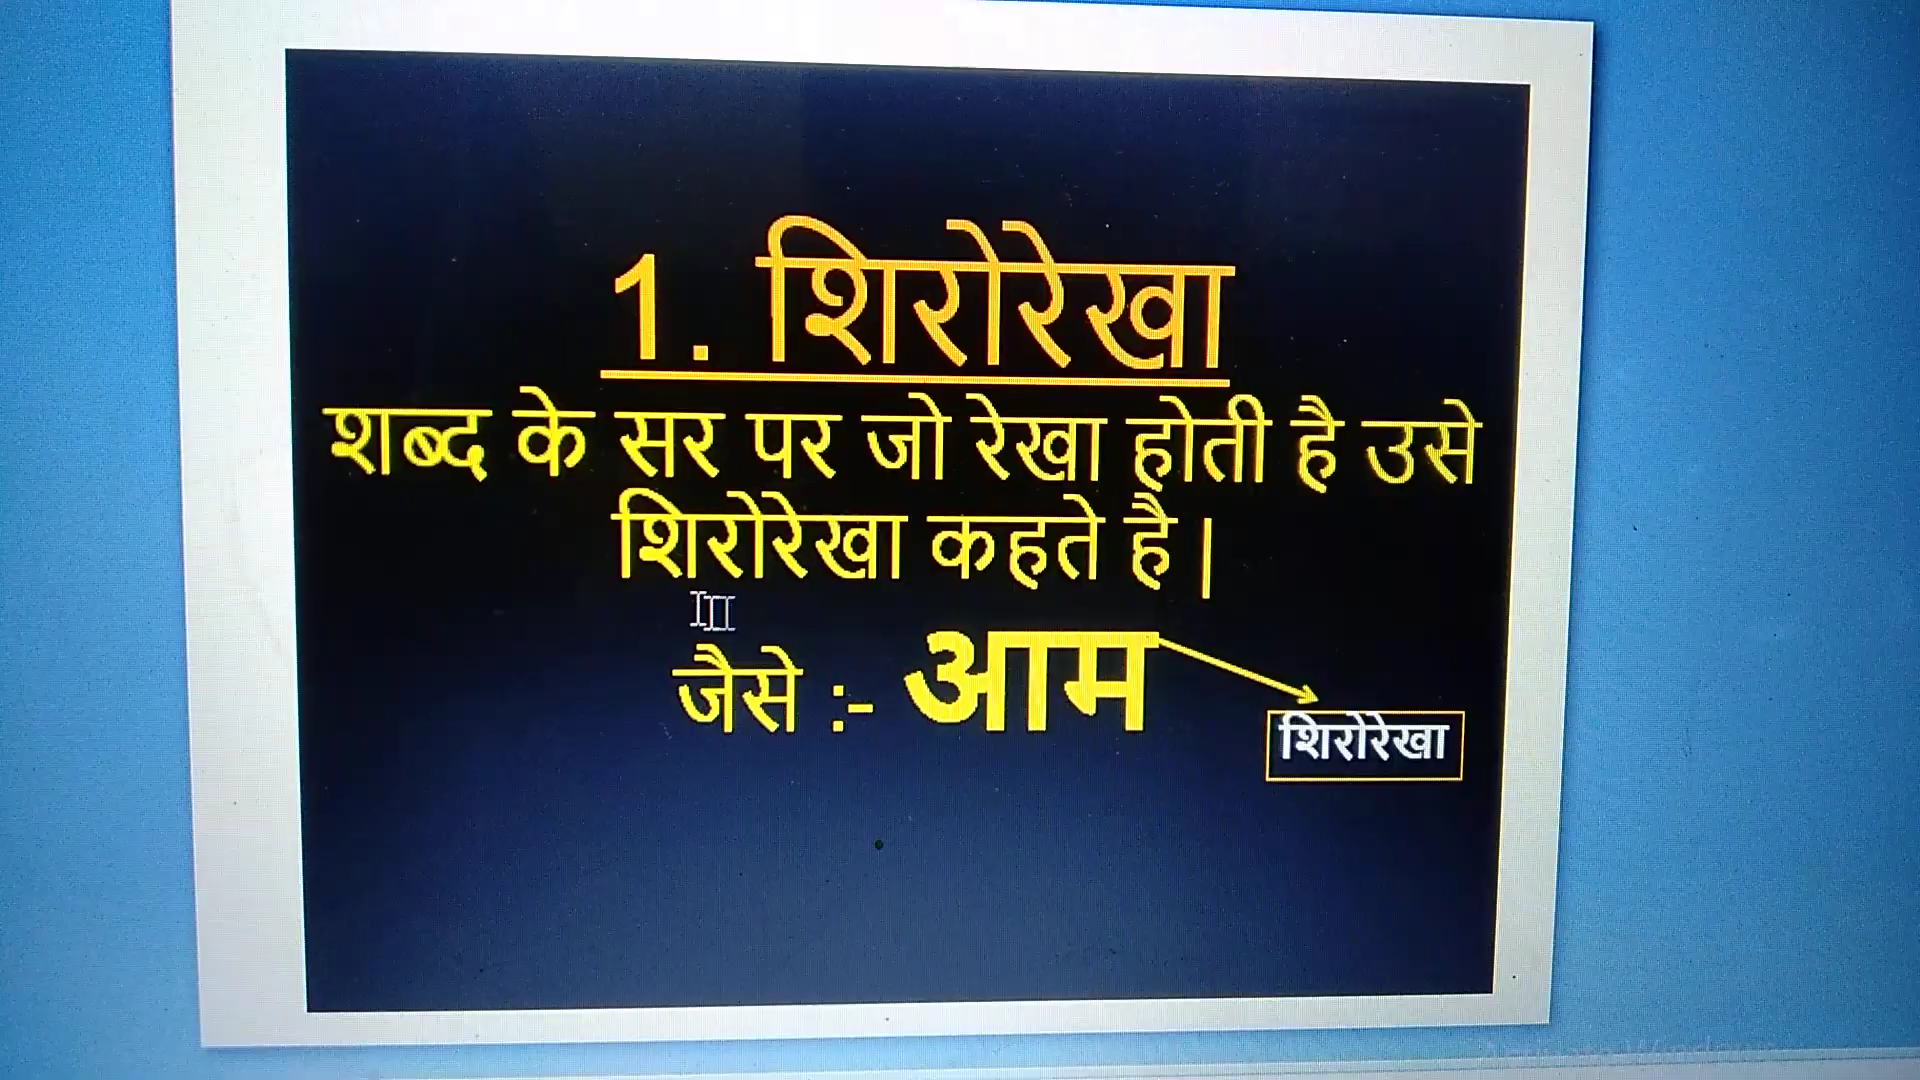 1. शिरोरेखा
शब्द के सर पर जो रेखा होती है उसे
शिरोरेखा कहते है |
जैसे :- आम
शिरोरेखा